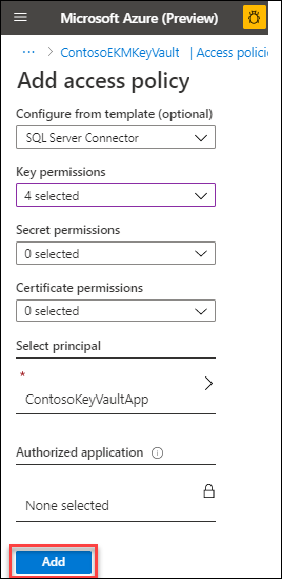 Microsoft Azure (Preview)
... > ContosoEKMKeyVault | Access policie
Add access policy
Configure from template (optional)
SQL Server Connector
Key permissions
4 selected
Secret permissions
0 selected
Certificate permissions
0 selected
Select principal
*
ContosoKeyVaultApp
Authorized application
None selected
Add